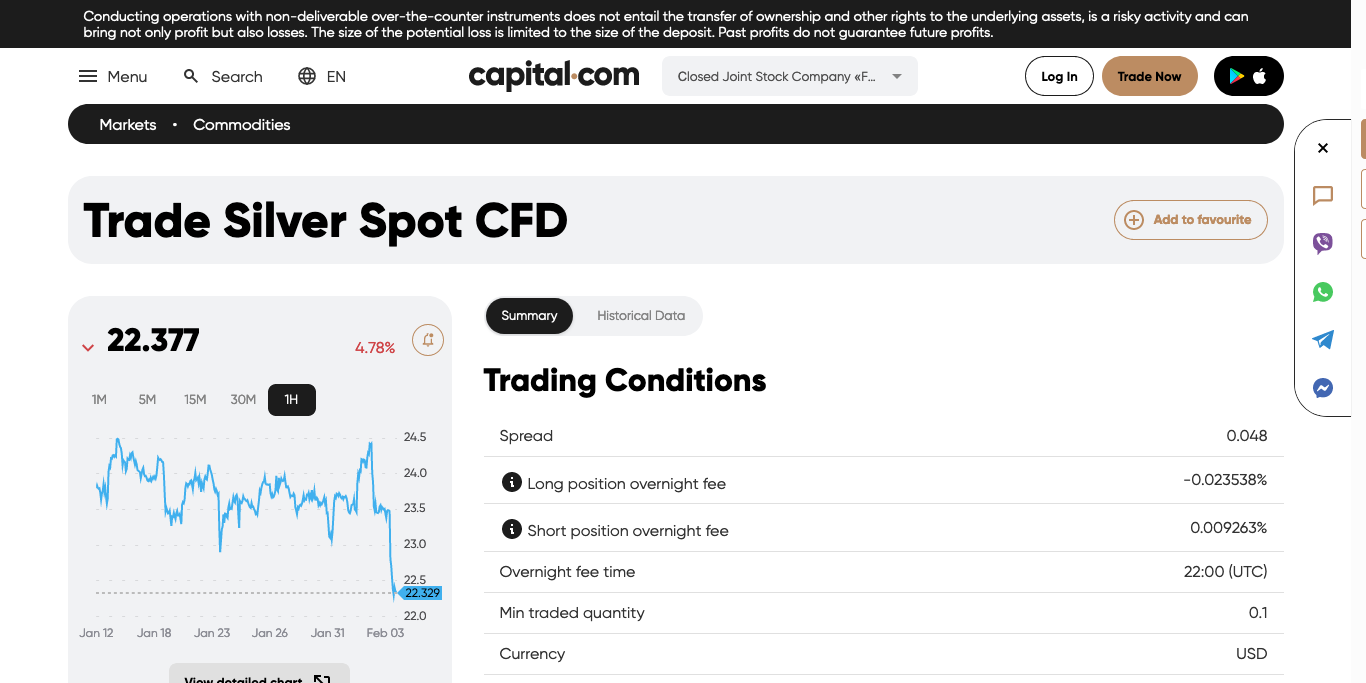 Conducting operations with non-deliverable over-the-counter instruments does not entail the transfer of ownership and other rights to the underlying assets, is a risky activity and can
bring not only profit but also losses. The size of the potential loss is limited to the size of the deposit. Past profits do not guarantee future profits.
Menu Search EN capital.com Closed Joint Stock Company «F... Log In Trade Now
Markets • Commodities
Trade Silver Spot CFD
Add to favourite
22.377
4.78%
1M 5M 15M 30M 1H
24.5
24.0
23.5
23.0
22.5
22.329
22.0
Jan 12 Jan 18 Jan 23 Jan 26 Jan 31 Feb 03
View detailed chart
Summary Historical Data
Trading Conditions
Spread 0.048
Long position overnight fee -0.023538%
Short position overnight fee 0.009263%
Overnight fee time 22:00 (UTC)
Min traded quantity 0.1
Currency USD